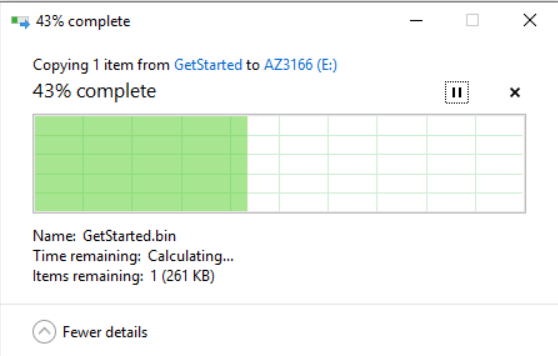 43% complete
Copying 1 item from GetStarted to AZ3166 (E:)
43% complete
Name: GetStarted.bin
Time remaining: Calculating...
Items remaining: 1 (261 KB)
Fewer details